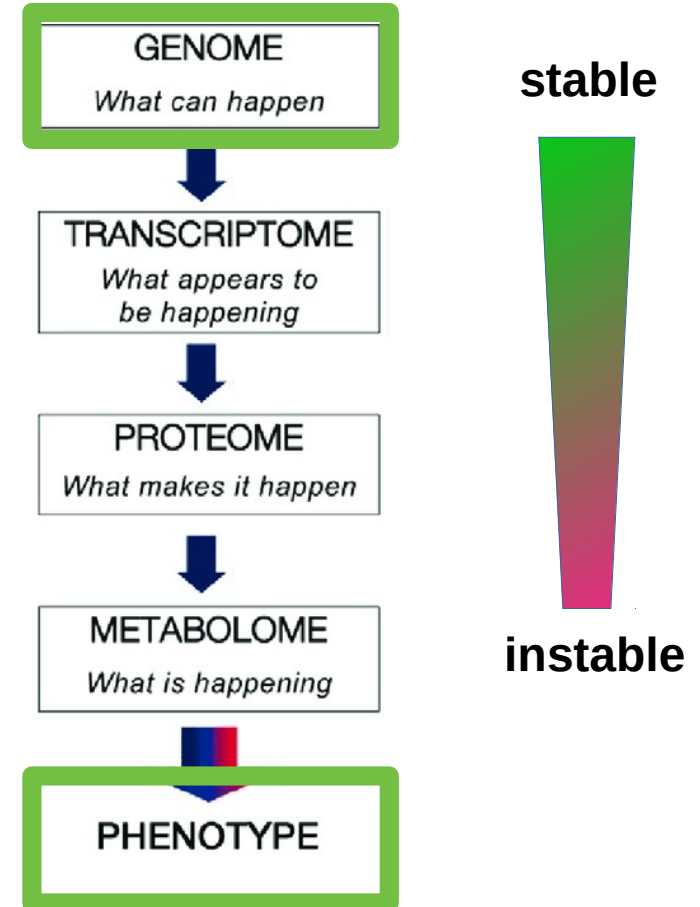 GENOME
What can happen
stable
TRANSCRIPTOME
What appears to
be happening
PROTEOME
What makes it happen
METABOLOME
What is happening
instable
PHENOTYPE